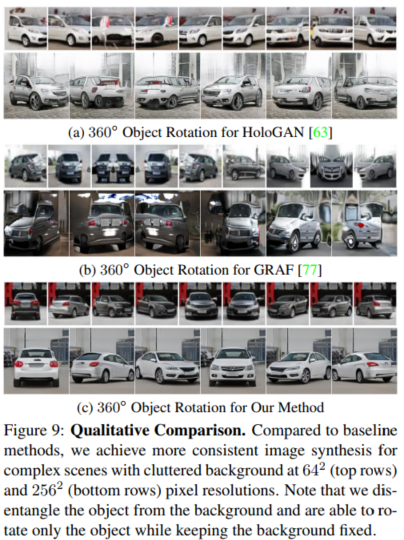 (a) 360° Object Rotation for HoloGAN [63]
(b) 360° Object Rotation for GRAF [77]
(c) 360° Object Rotation for Our Method
Figure 9: Qualitative Comparison. Compared to baseline
methods, we achieve more consistent image synthesis for
complex scenes with cluttered background at 64² (top rows)
and 256² (bottom rows) pixel resolutions. Note that we dis-
entangle the object from the background and are able to ro-
tate only the object while keeping the background fixed.